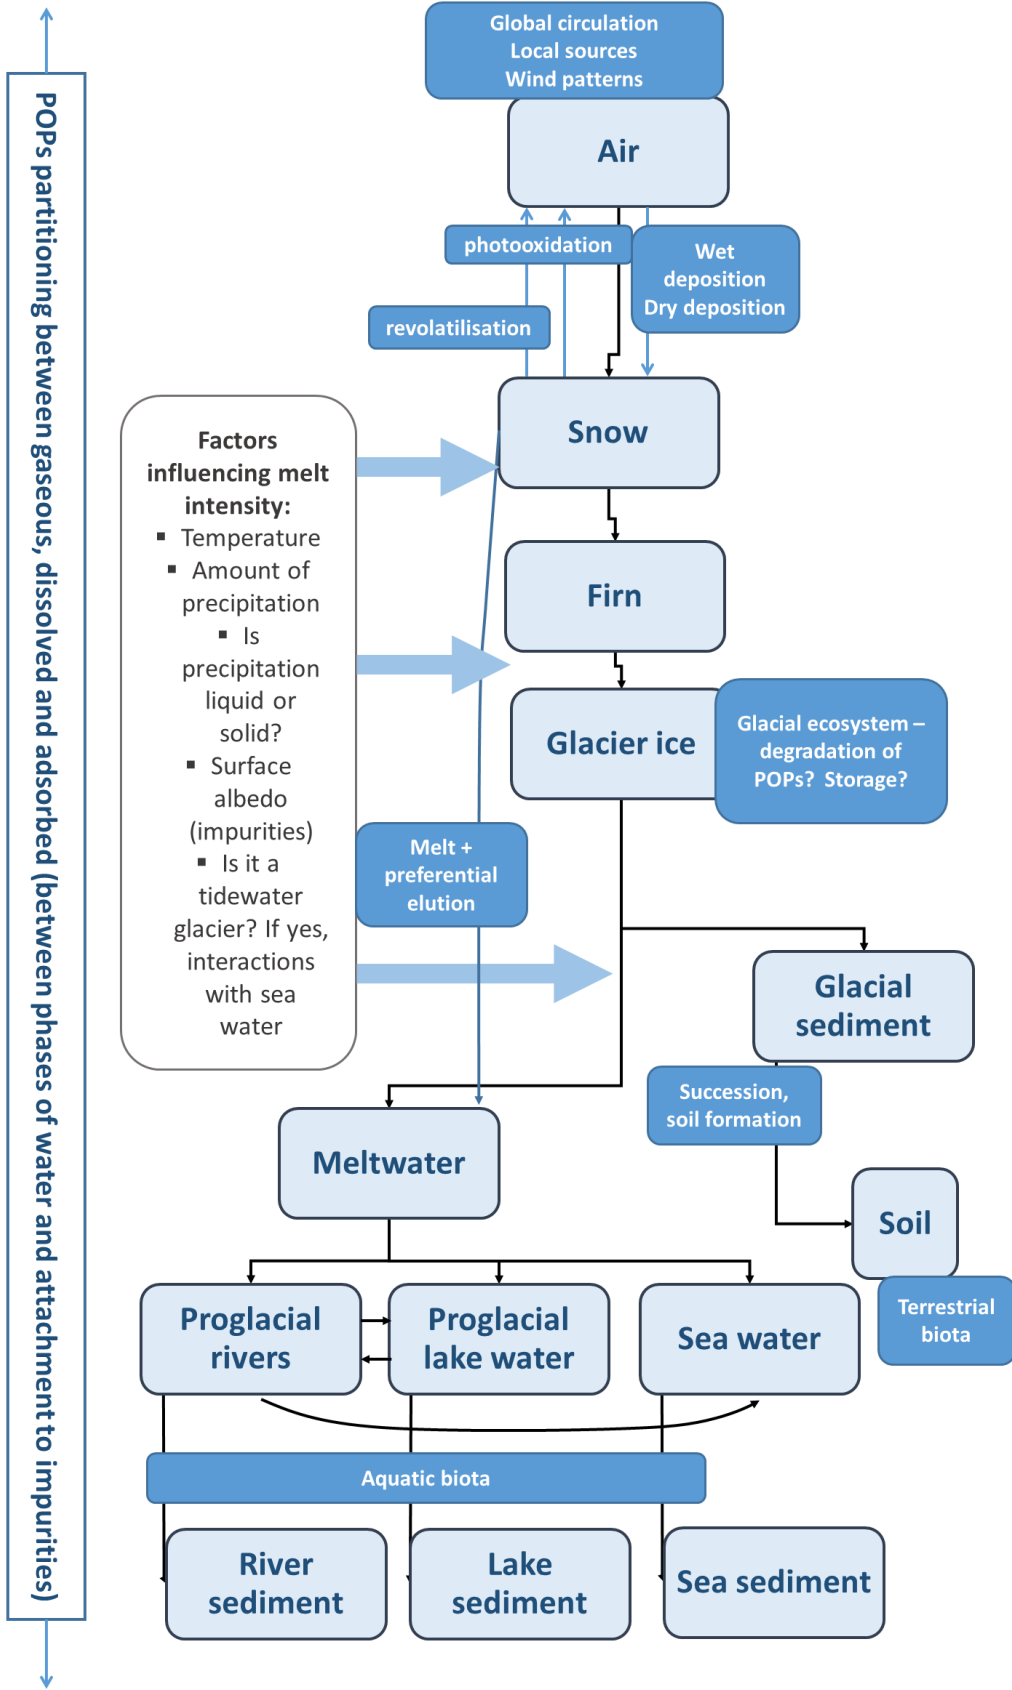 Global circulation
Local sources
Wind patterns
Air
photooxidation
Wet
deposition
Dry deposition
revolatilisation
Snow
Factors
influencing melt
intensity:
▪ Temperature
▪ Amount of
precipitation
▪ Is
precipitation
liquid or
solid?
▪ Surface
albedo
(impurities)
▪ Is it a
tidewater
glacier? If yes,
interactions
with sea
water
Firn
Glacier ice
Glacial ecosystem –
degradation of
POPs? Storage?
Melt +
preferential
elution
Glacial
sediment
Succession,
soil formation
Meltwater
Soil
Terrestrial
biota
Proglacial
rivers
Proglacial
lake water
Sea water
Aquatic biota
River
sediment
Lake
sediment
Sea sediment
POPs partitioning between gaseous, dissolved and adsorbed (between phases of water and attachment to impurities)